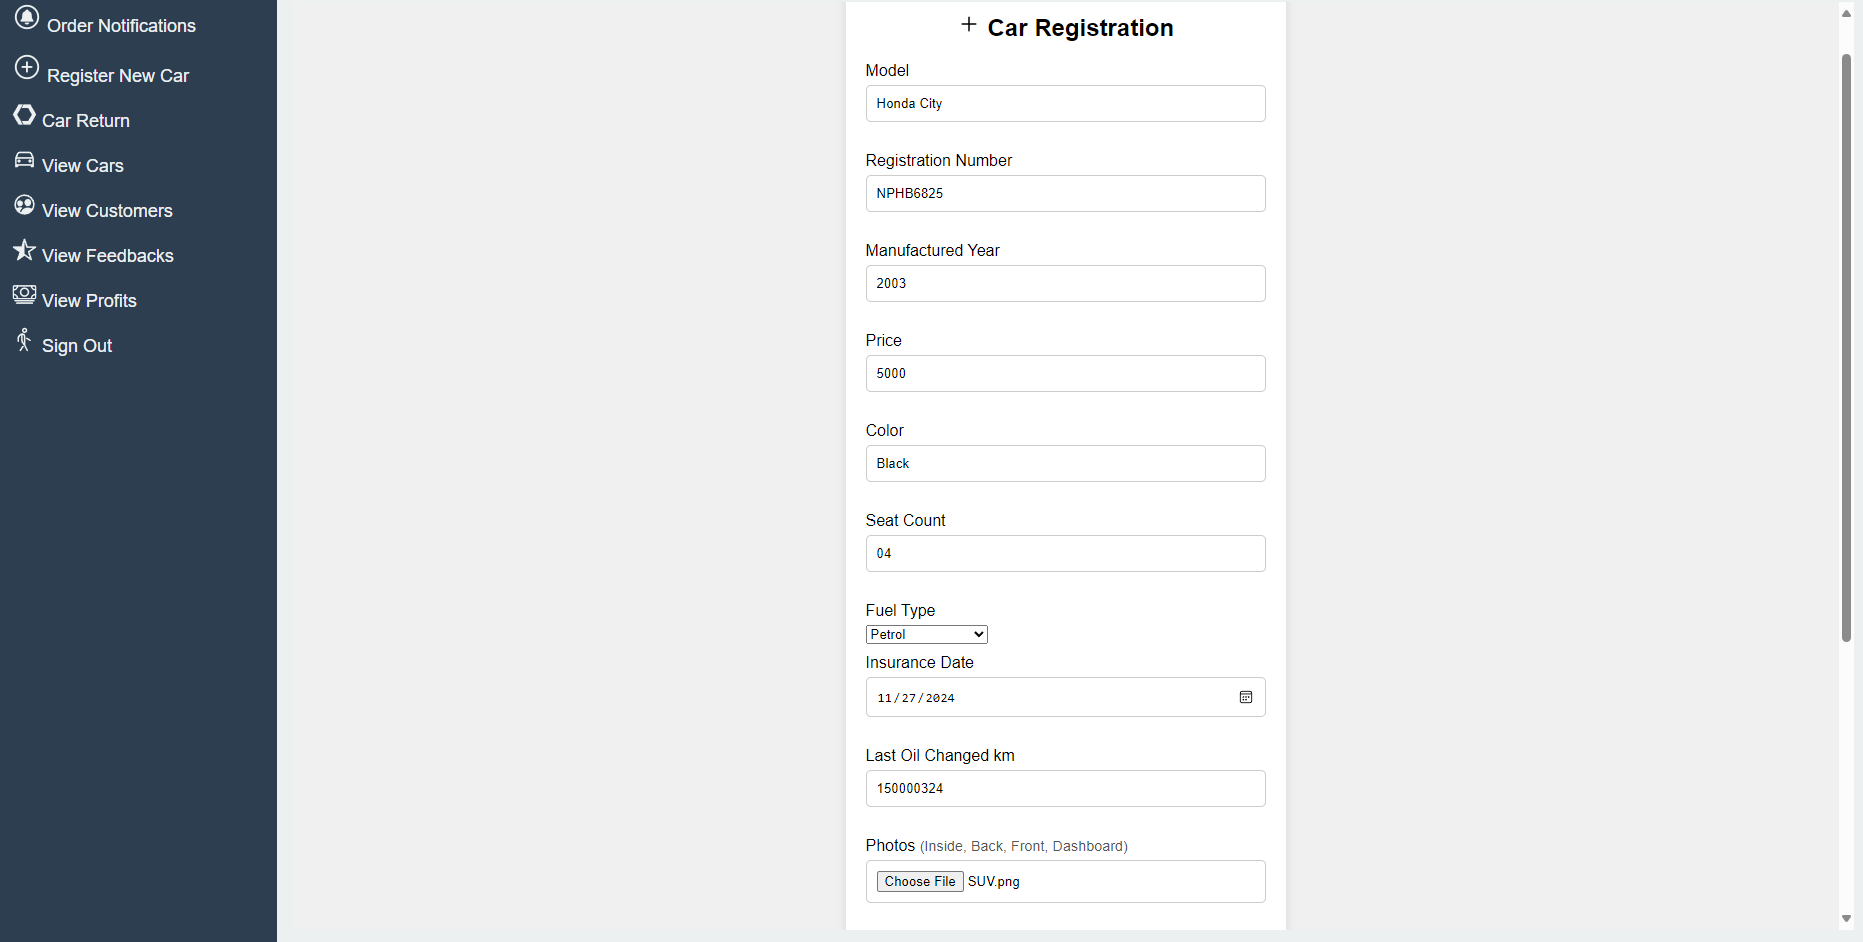 Order Notifications
Register New Car
Car Return
View Cars
View Customers
View Feedbacks
View Profits
Sign Out
+ Car Registration
Model
Honda City
Registration Number
NPHB6825
Manufactured Year
2003
Price
5000
Color
Black
Seat Count
04
Fuel Type
Petrol
Insurance Date
11/27/2024
Last Oil Changed km
150000324
Photos (Inside, Back, Front, Dashboard)
Choose File SUV.png